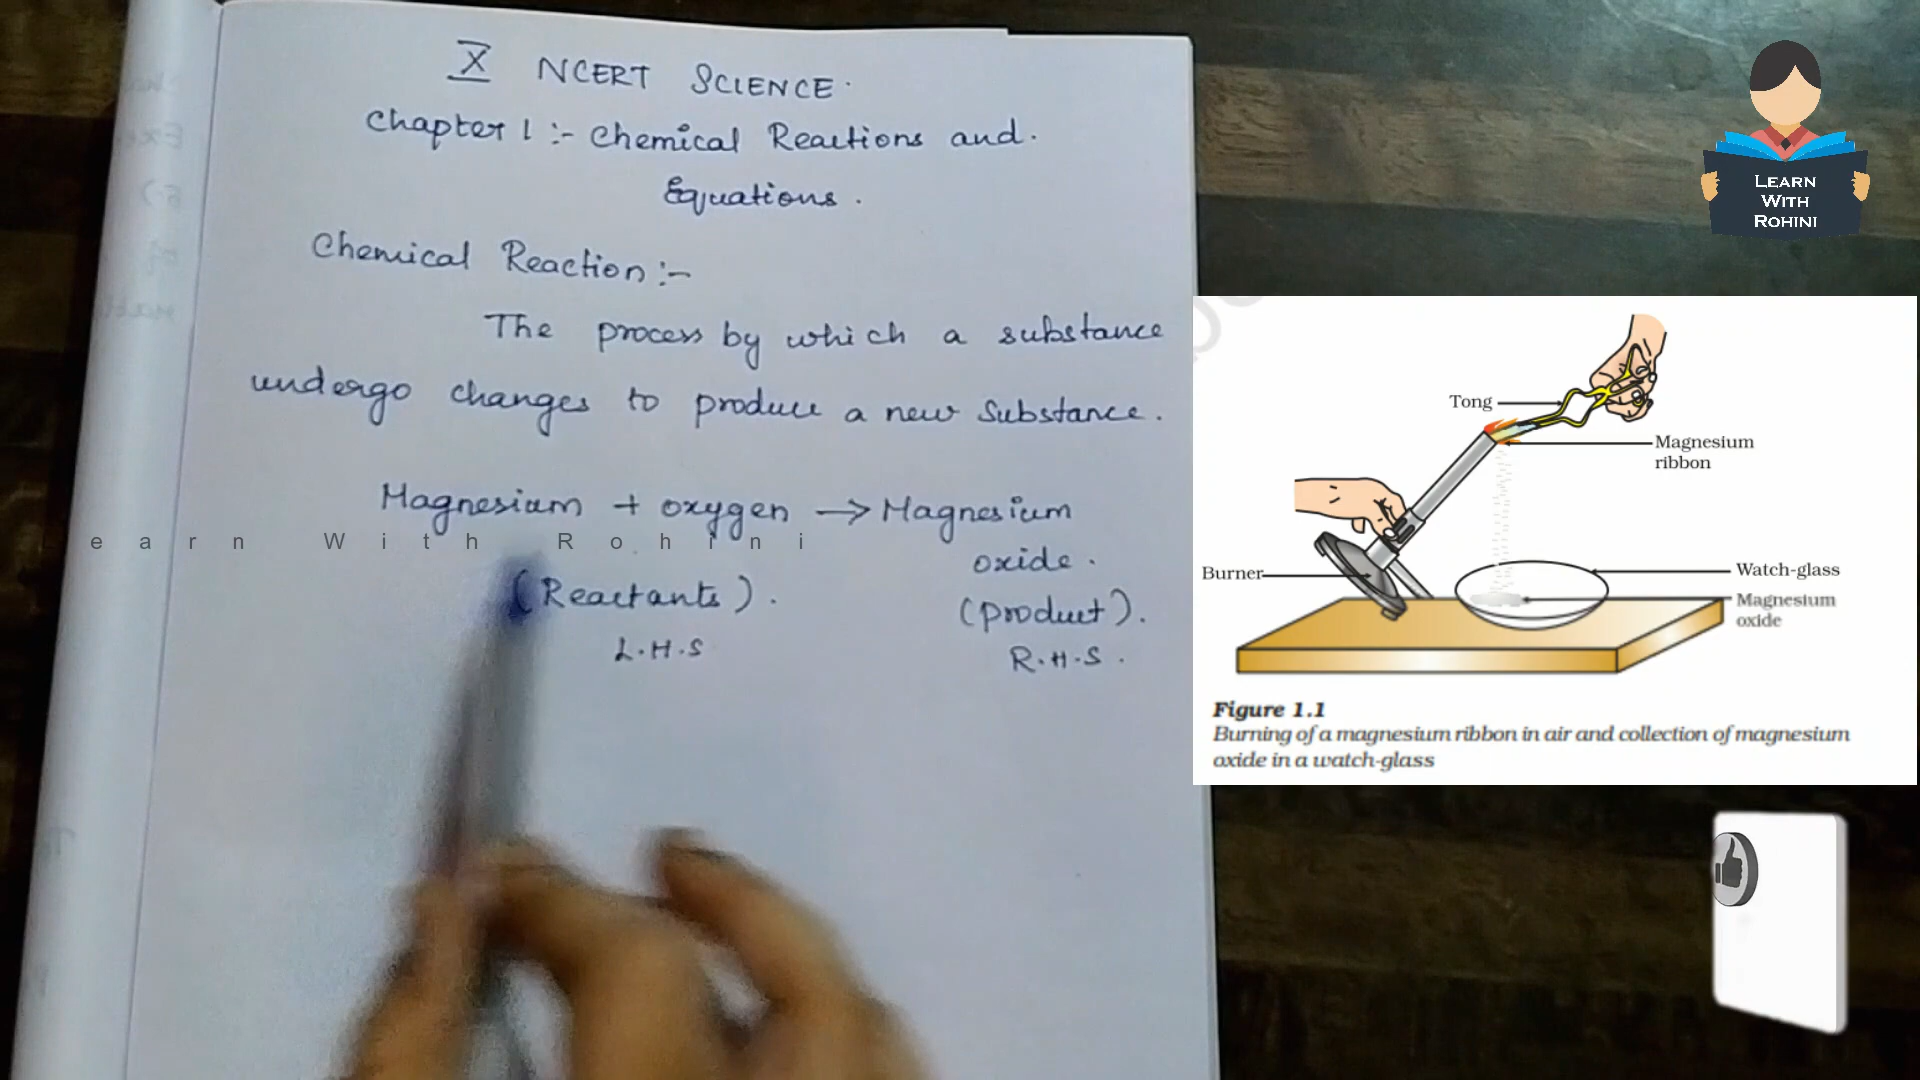 X NCERT SCIENCE.
Chapter 1 :- Chemical Reactions and.
Equations.
Chemical Reaction :-
The process by which a substance
undergo changes to produce a new Substance.
Magnesium + oxygen → Magnesium
oxide.
(Reactants).
(product).
L.H.S
R.H.S.
Learn With Rohini
LEARN
WITH
ROHINI
Tong
Magnesium
ribbon
Burner
Watch-glass
Magnesium
oxide
Figure 1.1
Burning of a magnesium ribbon in air and collection of magnesium
oxide in a watch-glass